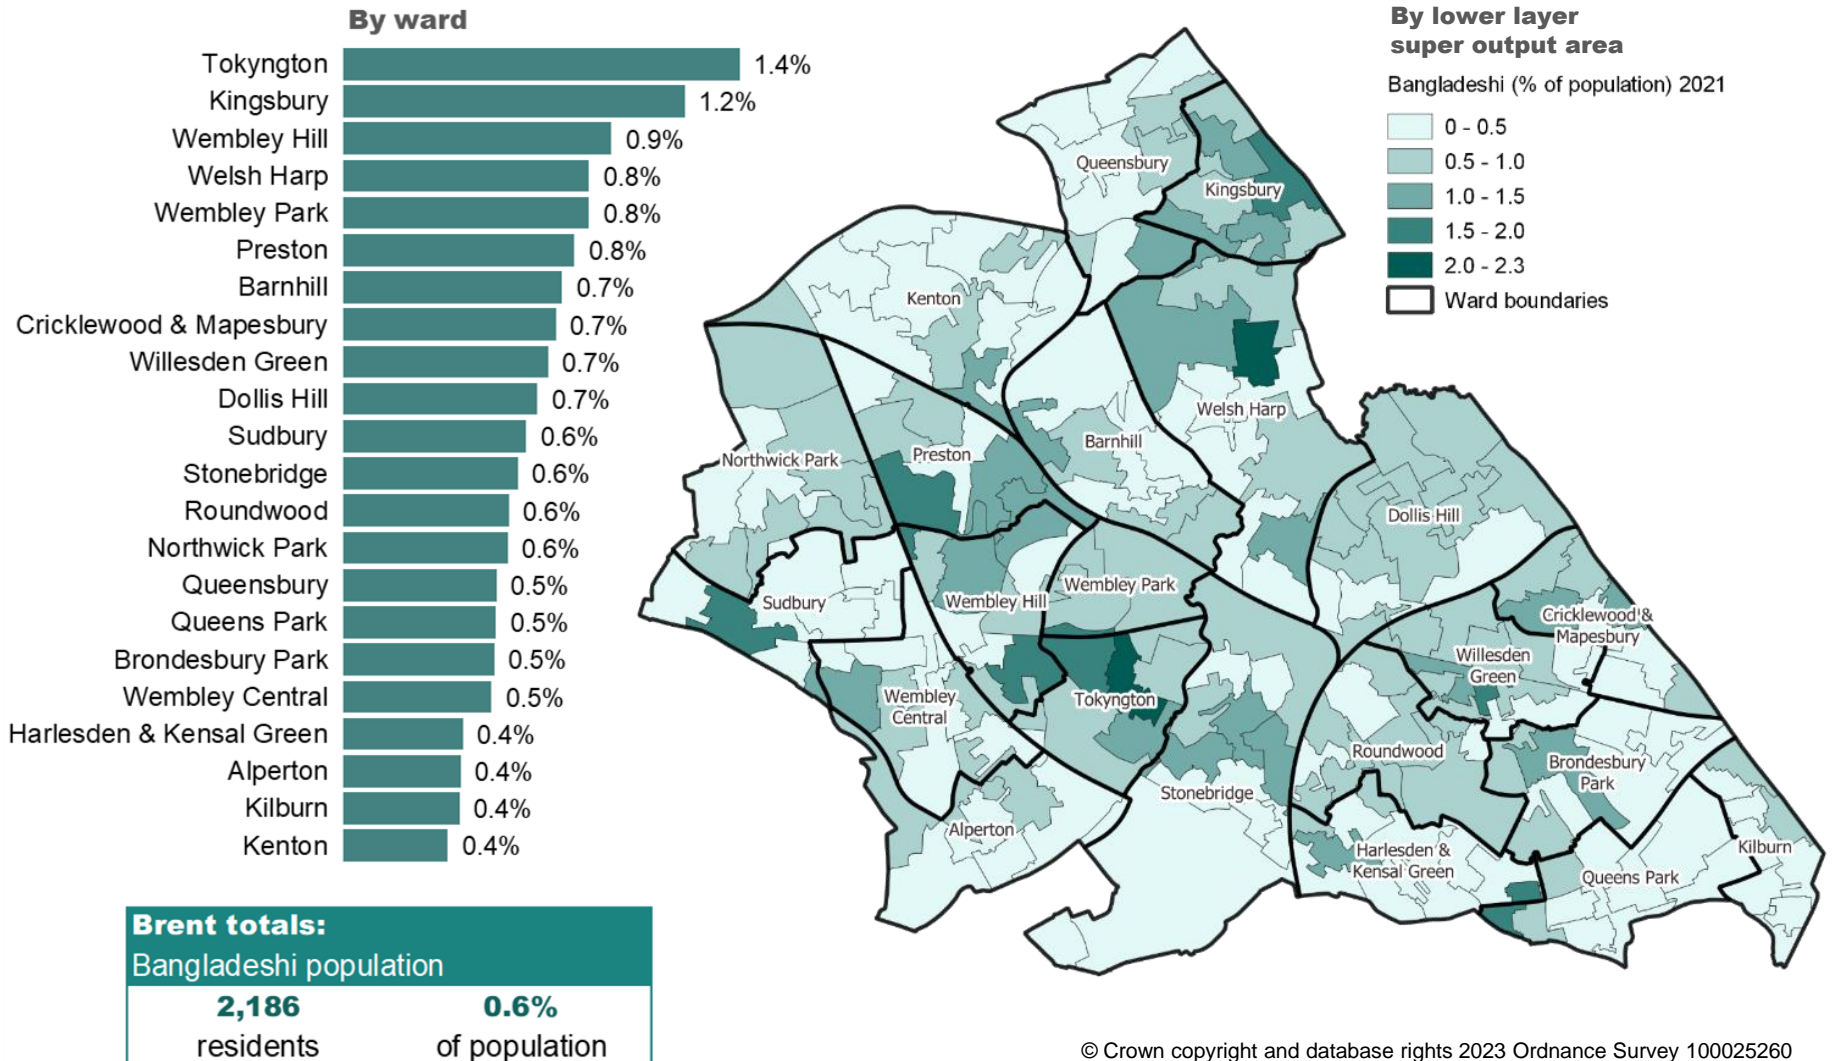 By ward
Tokyngton 1.4%
Kingsbury 1.2%
Wembley Hill 0.9%
Welsh Harp 0.8%
Wembley Park 0.8%
Preston 0.8%
Barnhill 0.7%
Cricklewood & Mapesbury 0.7%
Willesden Green 0.7%
Dollis Hill 0.7%
Sudbury 0.6%
Stonebridge 0.6%
Roundwood 0.6%
Northwick Park 0.6%
Queensbury 0.5%
Queens Park 0.5%
Brondesbury Park 0.5%
Wembley Central 0.5%
Harlesden & Kensal Green 0.4%
Alperton 0.4%
Kilburn 0.4%
Kenton 0.4%
Brent totals:
Bangladeshi population
2,186 0.6%
residents of population
By lower layer
super output area
Bangladeshi (% of population) 2021
0 - 0.5
0.5 - 1.0
1.0 - 1.5
1.5 - 2.0
2.0 - 2.3
Ward boundaries
Queensbury
Kingsbury
Kenton
Welsh Harp
Barnhill
Preston
Northwick Park
Dollis Hill
Wembley Park
Wembley Hill
Sudbury
Cricklewood &
Mapesbury
Willesden
Green
Tokyngton
Wembley
Central
Roundwood
Brondesbury
Park
Stonebridge
Alperton
Harlesden &
Kensal Green
Kilburn
Queens Park
© Crown copyright and database rights 2023 Ordnance Survey 100025260